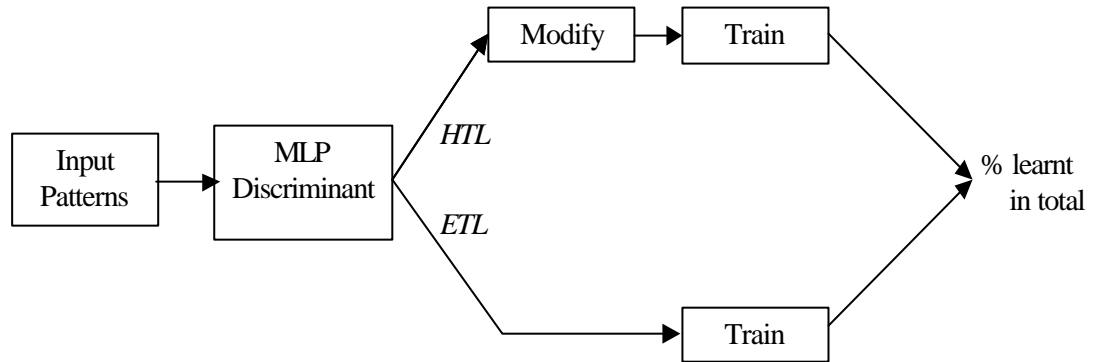 Modify
Train
Input
Patterns
MLP
Discriminant
HTL
ETL
% learnt
in total
Train